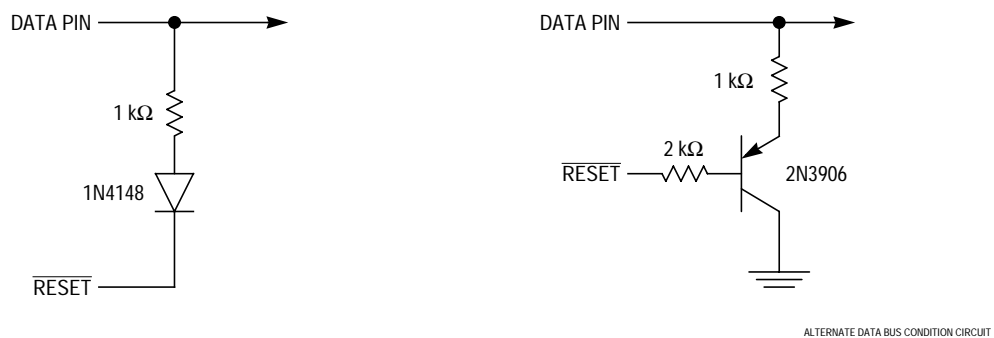 DATA PIN
1 kΩ
1N4148
RESET
DATA PIN
1 kΩ
2 kΩ
RESET
2N3906
ALTERNATE DATA BUS CONDITION CIRCUIT